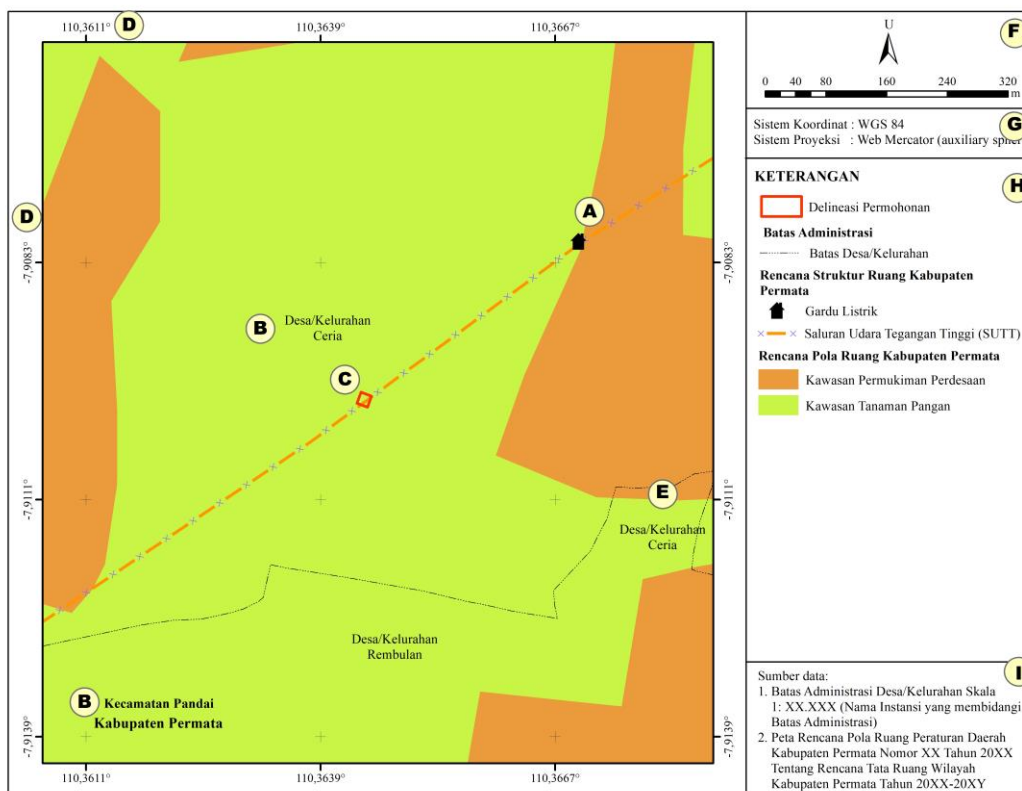 110,3611°
D
110,3639°
110,3667°
D
A
-7,9083°
-7,9083°
B
Desa/Kelurahan
Ceria
C
-7,9111°
-7,9111°
E
Desa/Kelurahan
Ceria
Desa/Kelurahan
Rembulan
B
Kecamatan Pandai
Kabupaten Permata
-7,9139°
-7,9139°
110,3611°
110,3639°
110,3667°
U
F
0 40 80 160 240 320
m
Sistem Koordinat : WGS 84
G
Sistem Proyeksi : Web Mercator (auxiliary sphere
KETERANGAN
H
Delineasi Permohonan
Batas Administrasi
Batas Desa/Kelurahan
Rencana Struktur Ruang Kabupaten
Permata
Gardu Listrik
Saluran Udara Tegangan Tinggi (SUTT)
Rencana Pola Ruang Kabupaten Permata
Kawasan Permukiman Perdesaan
Kawasan Tanaman Pangan
Sumber data:
I
1. Batas Administrasi Desa/Kelurahan Skala
1: XX.XXX (Nama Instansi yang membidangi
Batas Administrasi)
2. Peta Rencana Pola Ruang Peraturan Daerah
Kabupaten Permata Nomor XX Tahun 20XX
Tentang Rencana Tata Ruang Wilayah
Kabupaten Permata Tahun 20XX-20XY